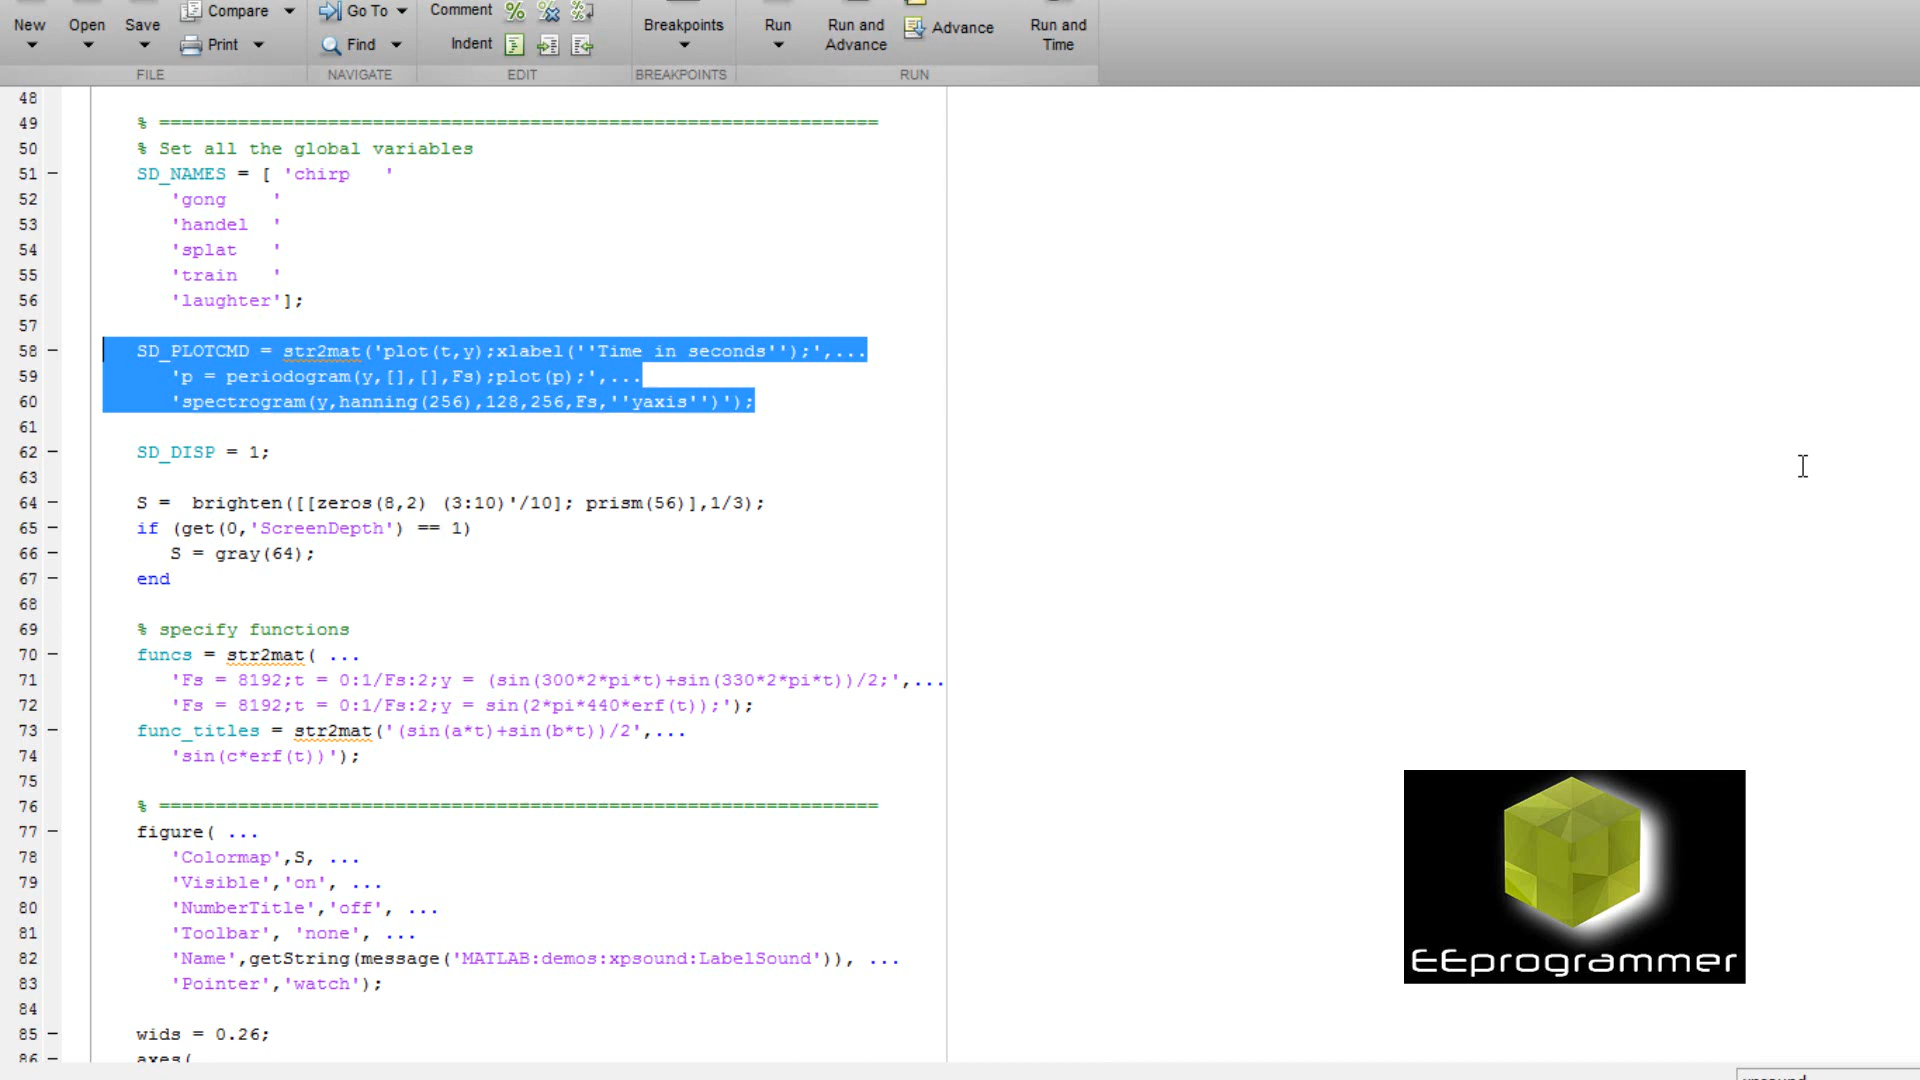 New Open Save Compare Print Go To Find Comment Indent Breakpoints Run Run and Advance Advance Run and Time
FILE NAVIGATE EDIT BREAKPOINTS RUN
48
49 % ================================================================
50 % Set all the global variables
51 SD_NAMES = [ 'chirp   '
52 'gong    '
53 'handel  '
54 'splat   '
55 'train   '
56 'laughter'];
57
58 SD_PLOTCMD = str2mat('plot(t,y);xlabel(''Time in seconds'');',...
59 'p = periodogram(y,[],[],Fs);plot(p);',...
60 'spectrogram(y,hanning(256),128,256,Fs,''yaxis'')');
61
62 SD_DISP = 1;
63
64 S =  brighten([[zeros(8,2) (3:10)'/10]; prism(56)],1/3);
65 if (get(0,'ScreenDepth') == 1)
66 S = gray(64);
67 end
68
69 % specify functions
70 funcs = str2mat( ...
71 'Fs = 8192;t = 0:1/Fs:2;y = (sin(300*2*pi*t)+sin(330*2*pi*t))/2;',...
72 'Fs = 8192;t = 0:1/Fs:2;y = sin(2*pi*440*erf(t));');
73 func_titles = str2mat('(sin(a*t)+sin(b*t))/2',...
74 'sin(c*erf(t))');
75
76 % ================================================================
77 figure( ...
78 'Colormap',S, ...
79 'Visible','on', ...
80 'NumberTitle','off', ...
81 'Toolbar', 'none', ...
82 'Name',getString(message('MATLAB:demos:xpsound:LabelSound')), ...
83 'Pointer','watch');
84
85 wids = 0.26;
86 axes(
EEprogrammer